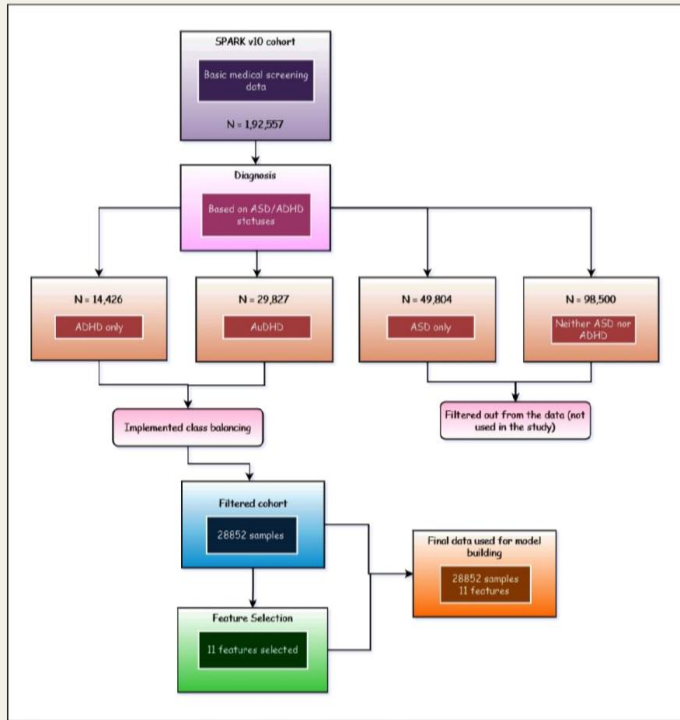 SPARK v10 cohort
Basic medical screening
data
N = 1,92,557
Diagnosis
Based on ASD/ADHD
statuses
N = 14,426
ADHD only
N = 29,827
AuDHD
N = 49,804
ASD only
N = 98,500
Neither ASD nor
ADHD
Implemented class balancing
Filtered out from the data (not
used in the study)
Filtered cohort
28852 samples
Final data used for model
building
28852 samples
11 features
Feature Selection
11 features selected